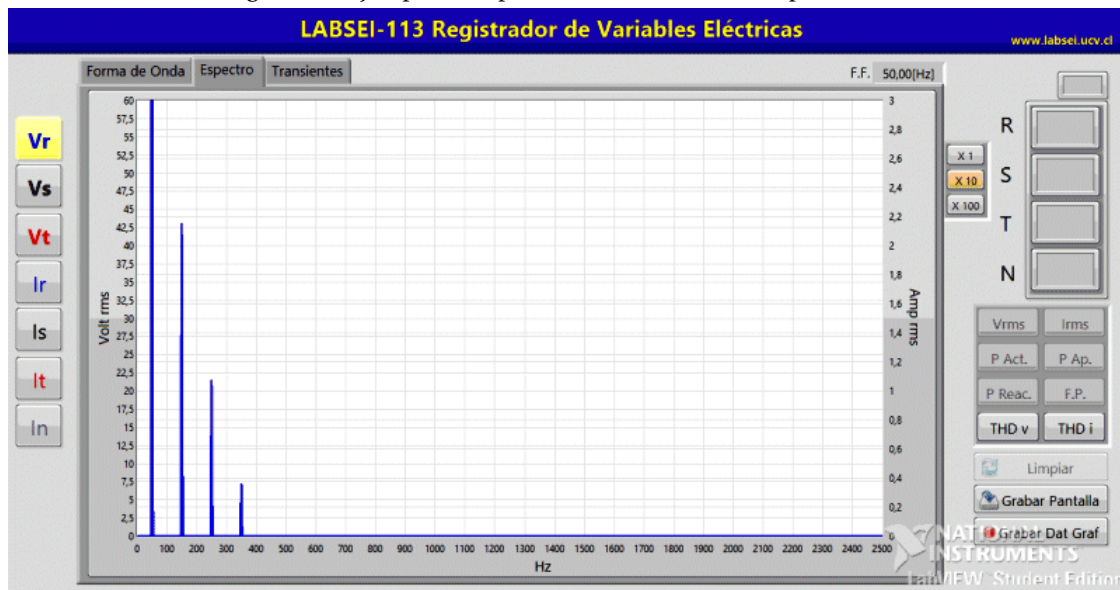 LABSEI-113 Registrador de Variables Eléctricas
www.labsei.ucv.cl
Forma de Onda
Espectro
Transientes
F.F. 50,00[Hz]
Vr
Vs
Vt
Ir
Is
It
In
Volt rms
60
57,5
55
52,5
50
47,5
45
42,5
40
37,5
35
32,5
30
27,5
25
22,5
20
17,5
15
12,5
10
7,5
5
2,5
0
0 100 200 300 400 500 600 700 800 900 1000 1100 1200 1300 1400 1500 1600 1700 1800 1900 2000 2100 2200 2300 2400 2500
Hz
3
2,8
2,6
2,4
2,2
2
1,8
1,6
1,4
1,2
1
0,8
0,6
0,4
0,2
0
Amp rms
X 1
X 10
X 100
R
S
T
N
Vrms
Irms
P Act.
P Ap.
P Reac.
F.P.
THD v
THD i
Limpiar
Grabar Pantalla
Grabar Dat Graf
NATIONAL
INSTRUMENTS
LabVIEW Student Edition